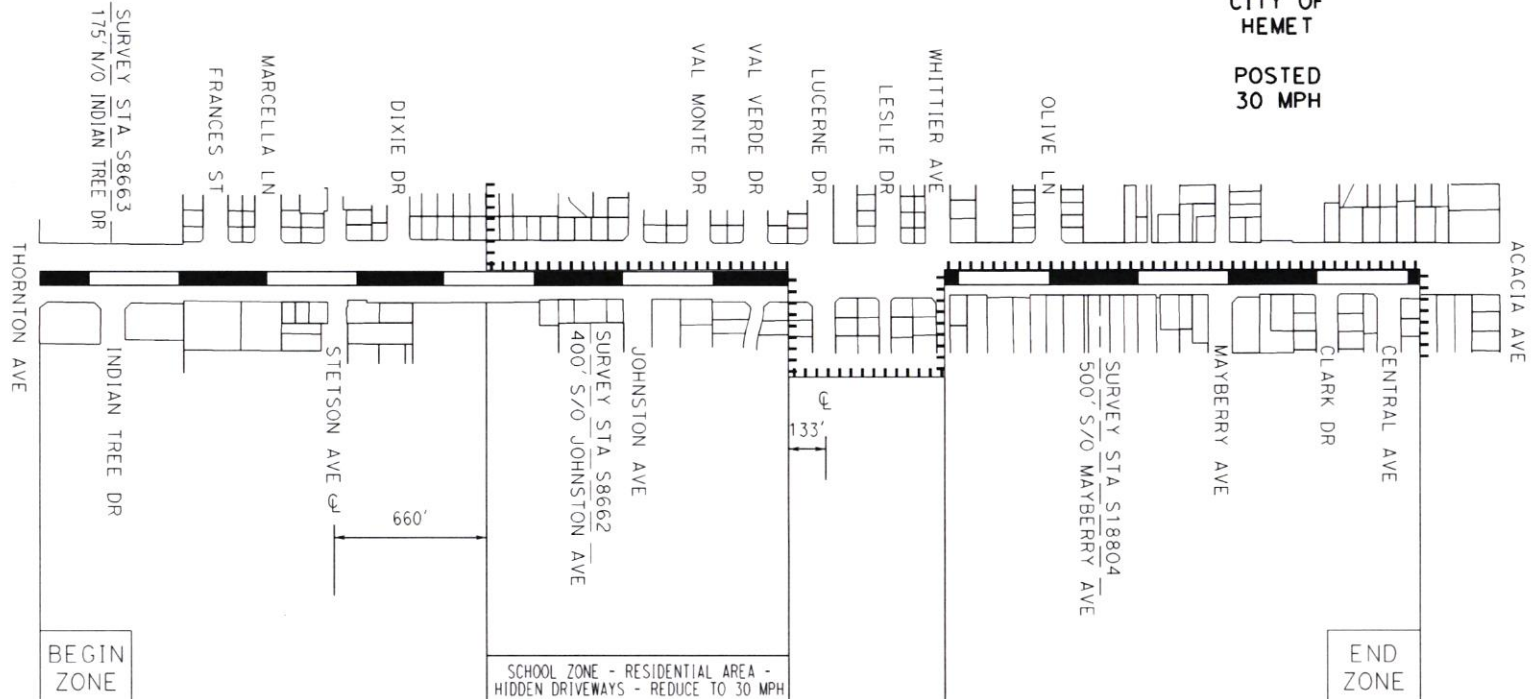 CITY OF
HEMET
POSTED
30 MPH
SURVEY STA S8663
175' N/O INDIAN TREE DR
FRANCES ST
MARCELLA LN
DIXIE DR
VAL MONTE DR
VAL VERDE DR
LUCERNE DR
LESLIE DR
WHITTIER AVE
OLIVE LN
THORNTON AVE
ACACIA AVE
INDIAN TREE DR
STETSON AVE ℄
SURVEY STA S8662
400' S/O JOHNSTON AVE
JOHNSTON AVE
℄
133'
SURVEY STA S18804
500' S/O MAYBERRY AVE
MAYBERRY AVE
CLARK DR
CENTRAL AVE
660'
BEGIN
ZONE
SCHOOL ZONE - RESIDENTIAL AREA -
HIDDEN DRIVEWAYS - REDUCE TO 30 MPH
END
ZONE